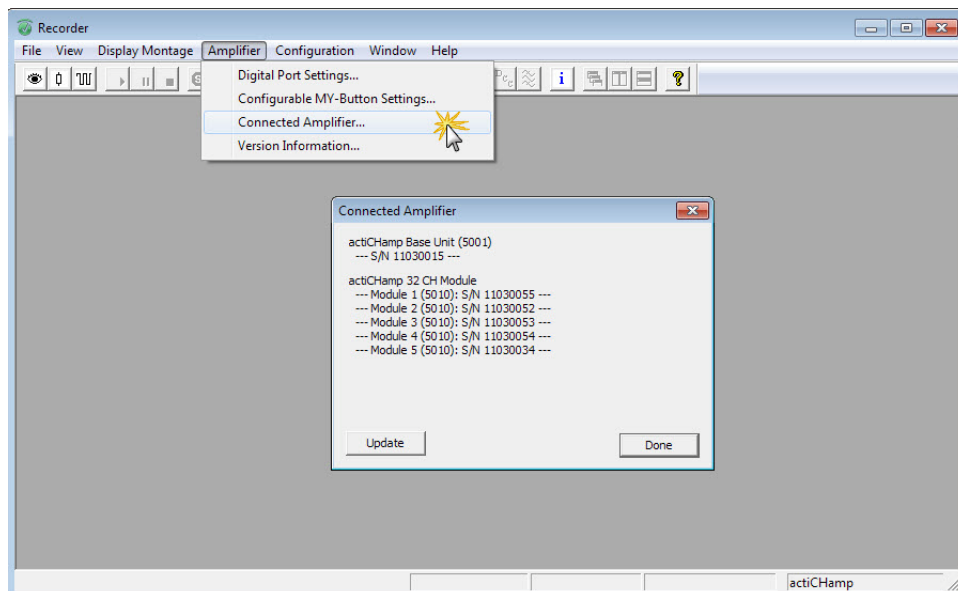 Recorder
File View Display Montage Amplifier Configuration Window Help
Digital Port Settings...
Configurable MY-Button Settings...
Connected Amplifier...
Version Information...
Connected Amplifier
actiCHamp Base Unit (5001)
--- S/N 11030015 ---
actiCHamp 32 CH Module
--- Module 1 (5010): S/N 11030055 ---
--- Module 2 (5010): S/N 11030052 ---
--- Module 3 (5010): S/N 11030053 ---
--- Module 4 (5010): S/N 11030054 ---
--- Module 5 (5010): S/N 11030034 ---
Update Done
actiCHamp